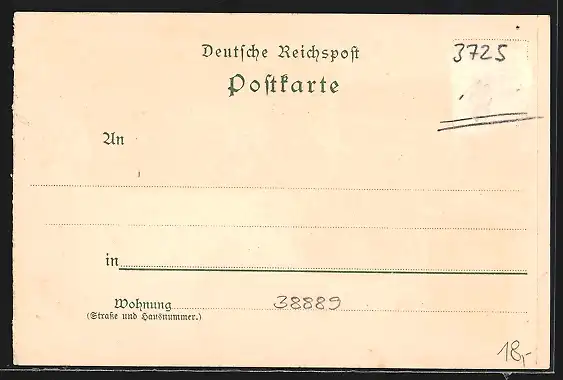 3725
Deutsche Reichspost
Postkarte
An
in
Wohnung 38889
(Straße und Hausnummer.)
18,-